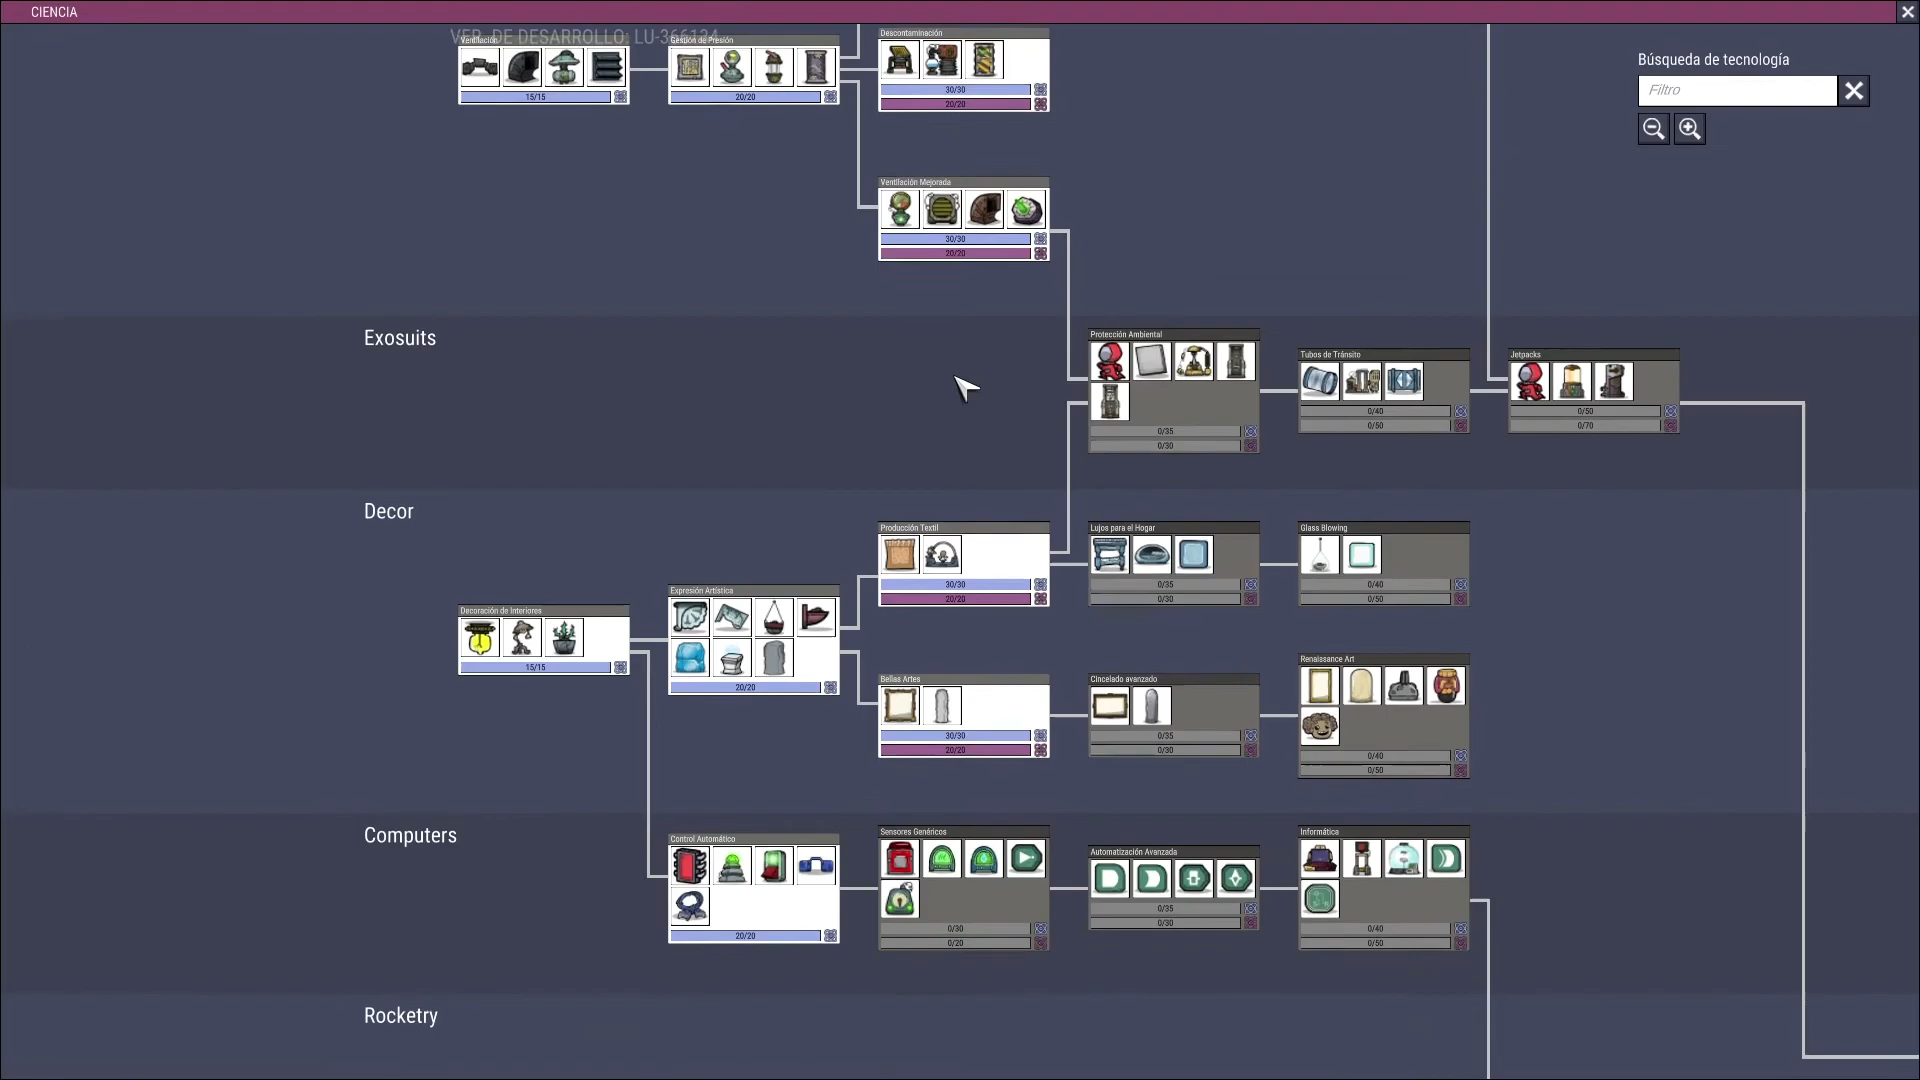 CIENCIA
VER. DE DESARROLLO: LU-366134
Búsqueda de tecnología
Filtro
Ventilación
15/15
Gestión de Presión
20/20
Descontaminación
30/30
20/20
Ventilación Mejorada
30/30
20/20
Exosuits
Protección Ambiental
0/35
0/30
Tubos de Tránsito
0/40
0/50
Jetpacks
0/50
0/70
Decor
Decoración de Interiores
15/15
Expresión Artística
20/20
Producción Textil
30/30
20/20
Lujos para el Hogar
0/35
0/30
Glass Blowing
0/40
0/50
Bellas Artes
30/30
20/20
Cincelado avanzado
0/35
0/30
Renaissance Art
0/40
0/50
Computers
Control Automático
20/20
Sensores Genéricos
0/30
0/20
Automatización Avanzada
0/35
0/30
Informática
0/40
0/50
Rocketry